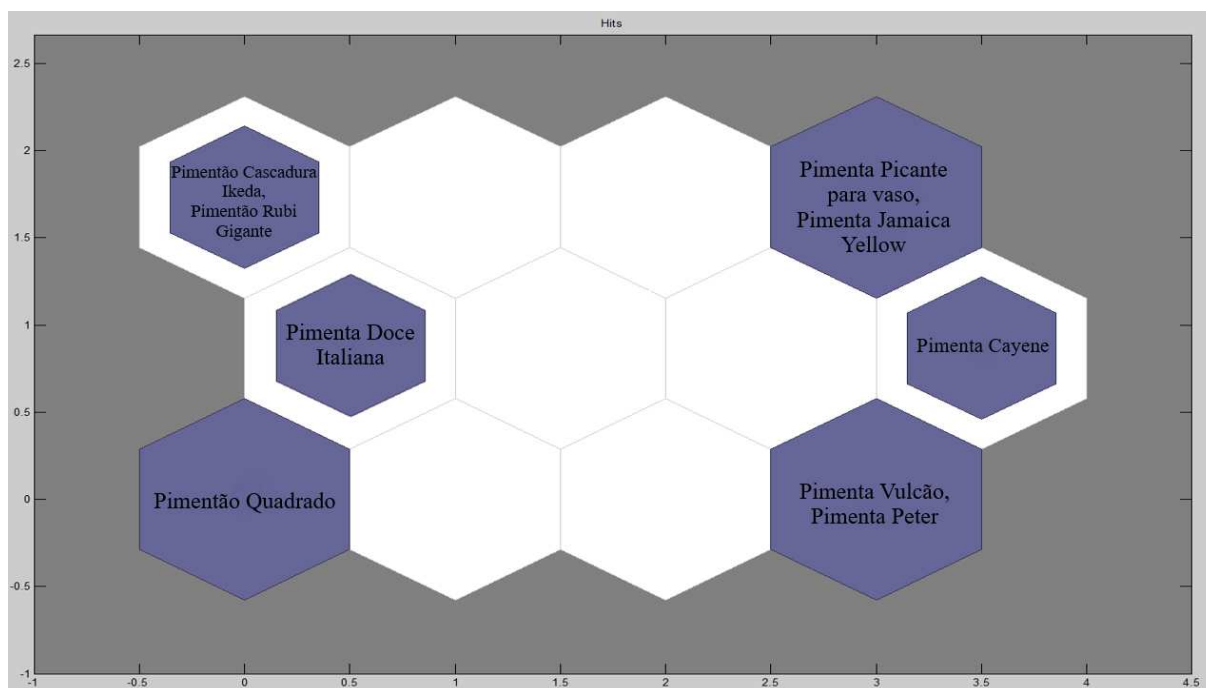 Hits
2.5
2
1.5
1
0.5
0
-0.5
-1
Pimentão Cascadura
Ikeda,
Pimentão Rubi
Gigante
Pimenta Picante
para vaso,
Pimenta Jamaica
Yellow
Pimenta Doce
Italiana
Pimenta Cayene
Pimentão Quadrado
Pimenta Vulcão,
Pimenta Peter
-1 -0.5 0 0.5 1 1.5 2 2.5 3 3.5 4 4.5